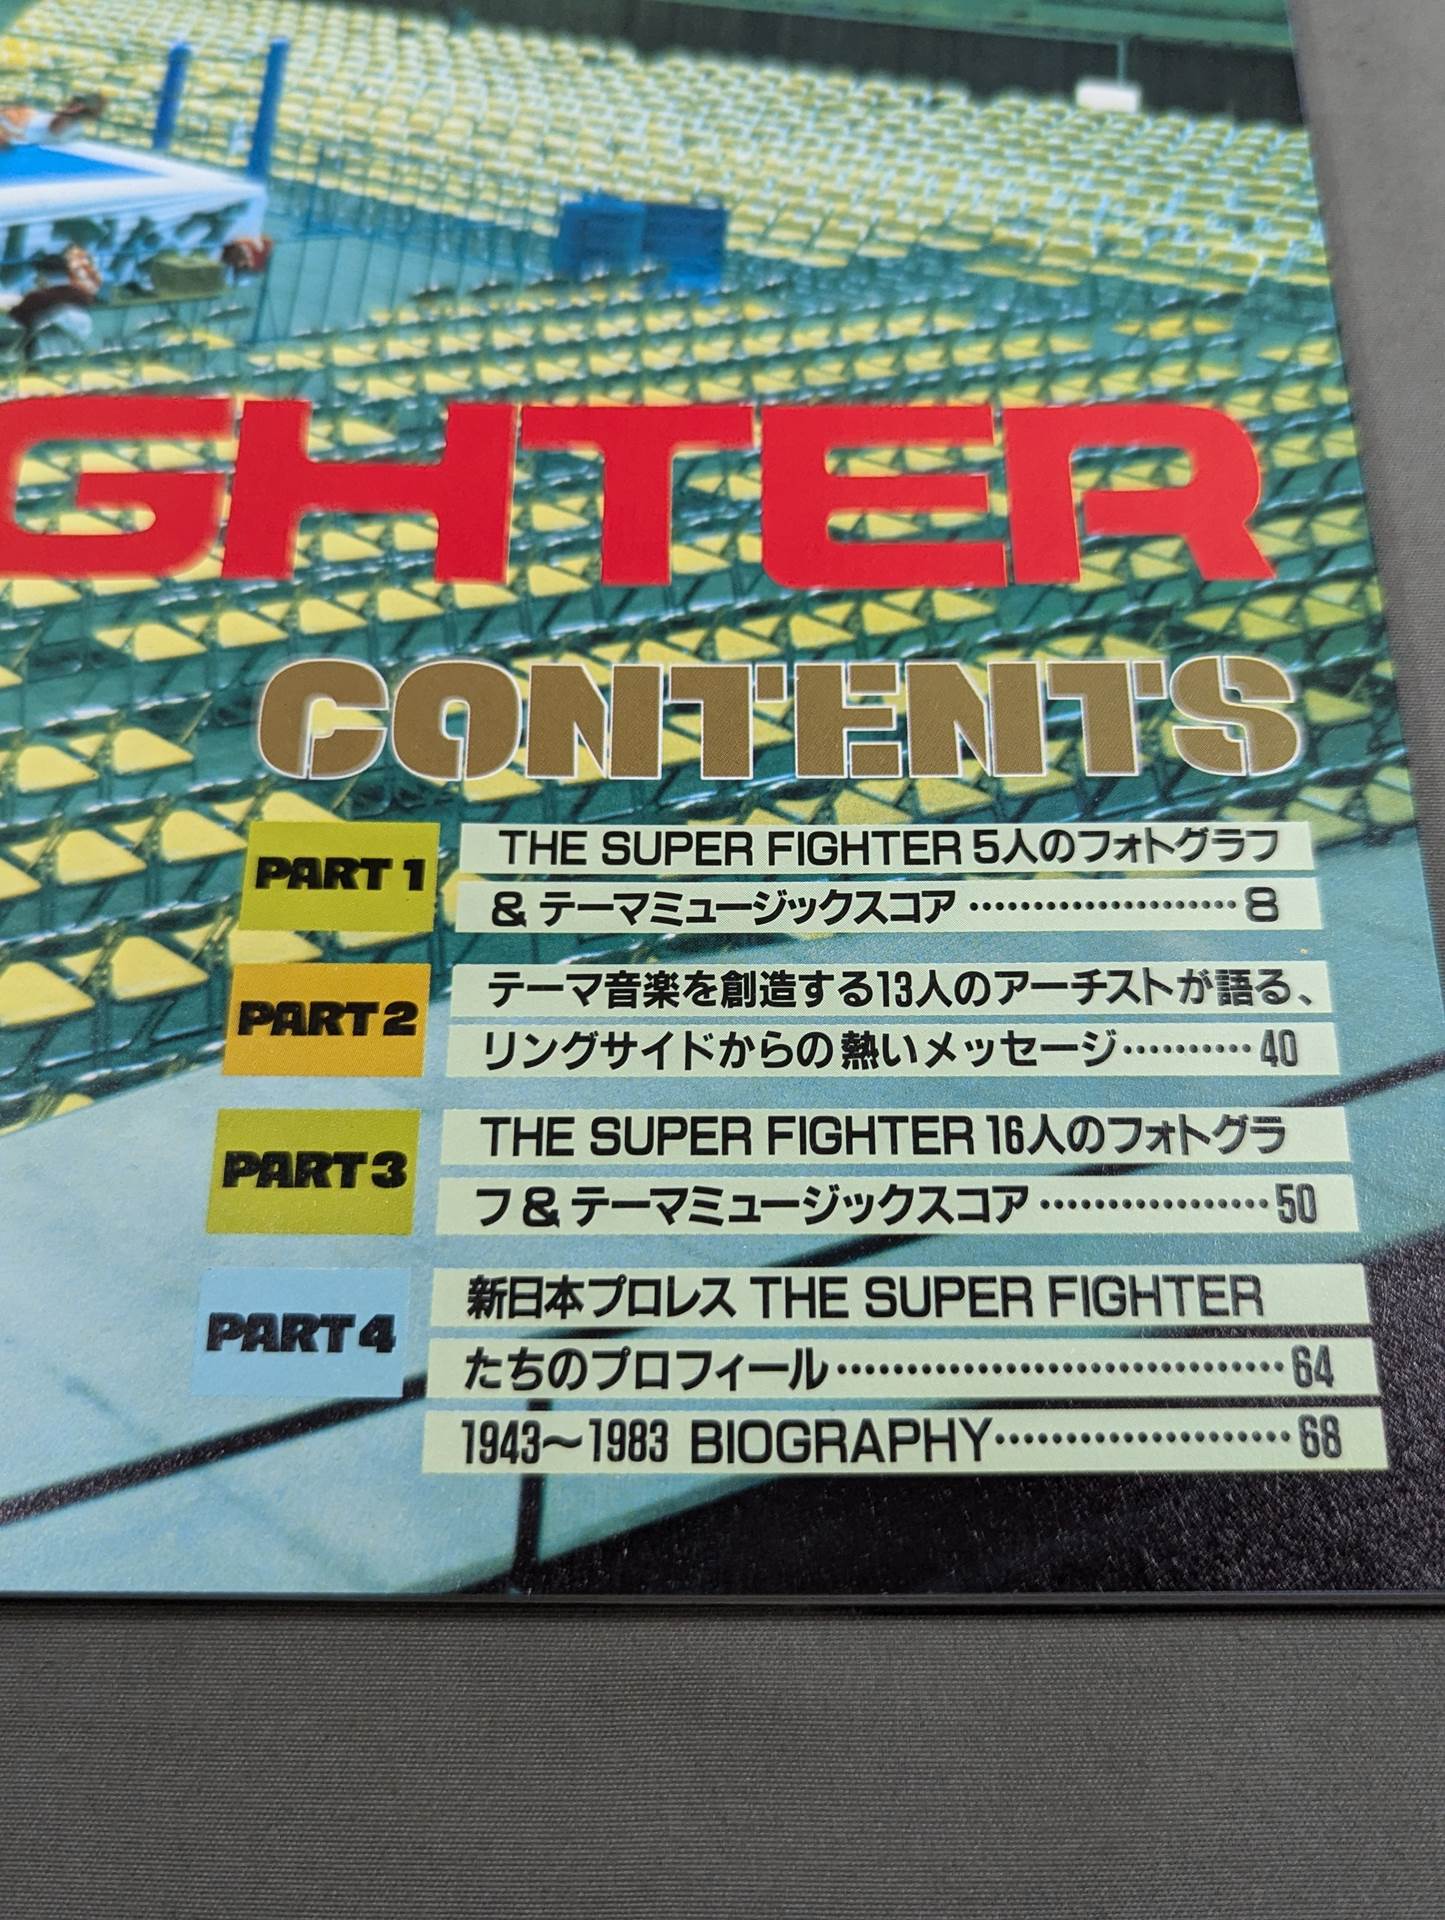 GHTER
CONTENTS
PART 1
THE SUPER FIGHTER 5人のフォトグラフ
& テーママミュージックスコア ……………………8
PART 2
テーマ音楽を創造する13人のアーチストが語る、
リングサイドからの熱いメッセージ…………40
PART 3
THE SUPER FIGHTER 16人のフォトグラ
フ & テーマミュージックスコア ………………50
PART 4
新日本プロレス THE SUPER FIGHTER
たちのプロフィール……………………………64
1943～1983 BIOGRAPHY……………………68